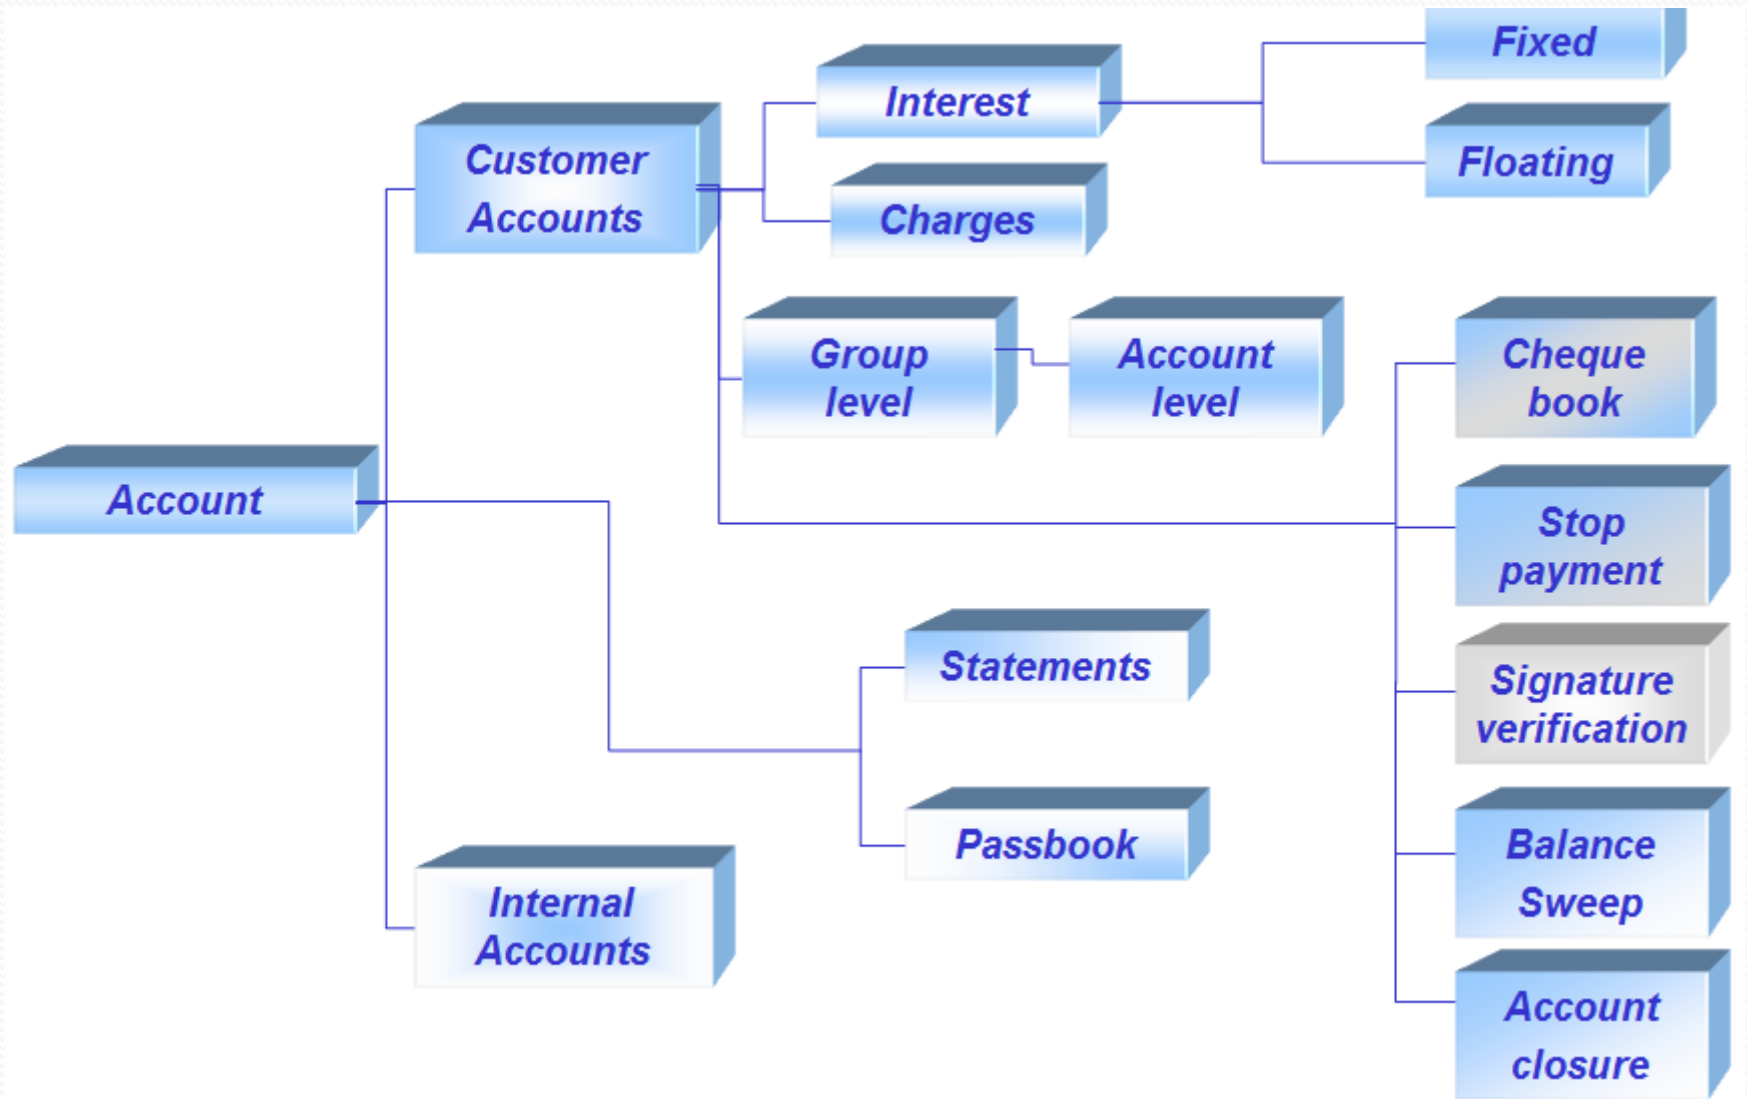 Fixed
Interest
Floating
Customer
Accounts
Charges
Group
level
Account
level
Cheque
book
Account
Stop
payment
Statements
Signature
verification
Passbook
Balance
Sweep
Internal
Accounts
Account
closure